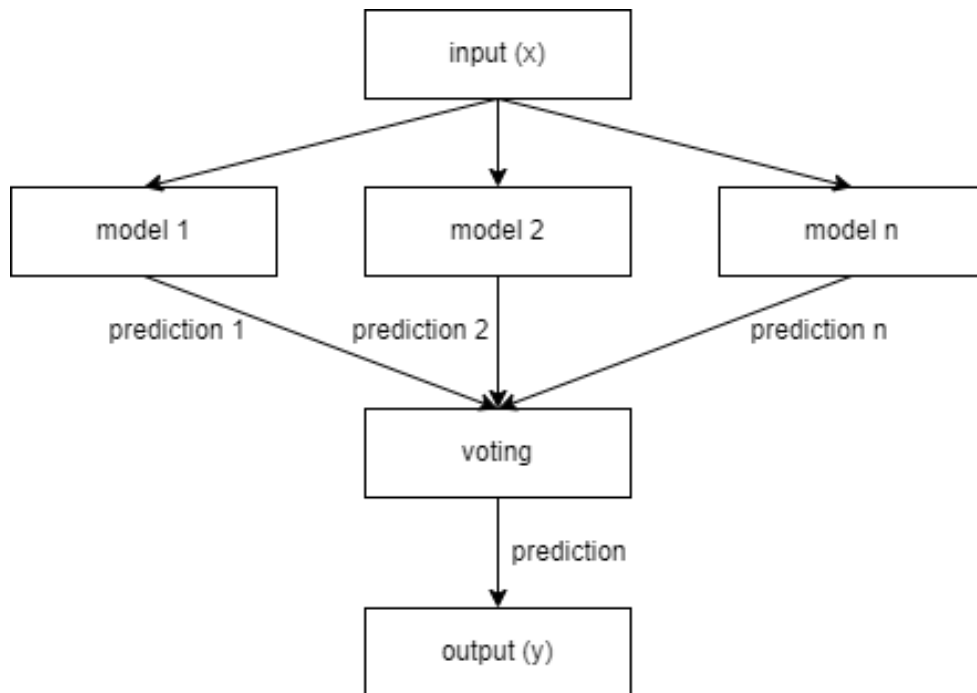 input (x)
model 1
model 2
model n
prediction 1
prediction 2
prediction n
voting
prediction
output (y)